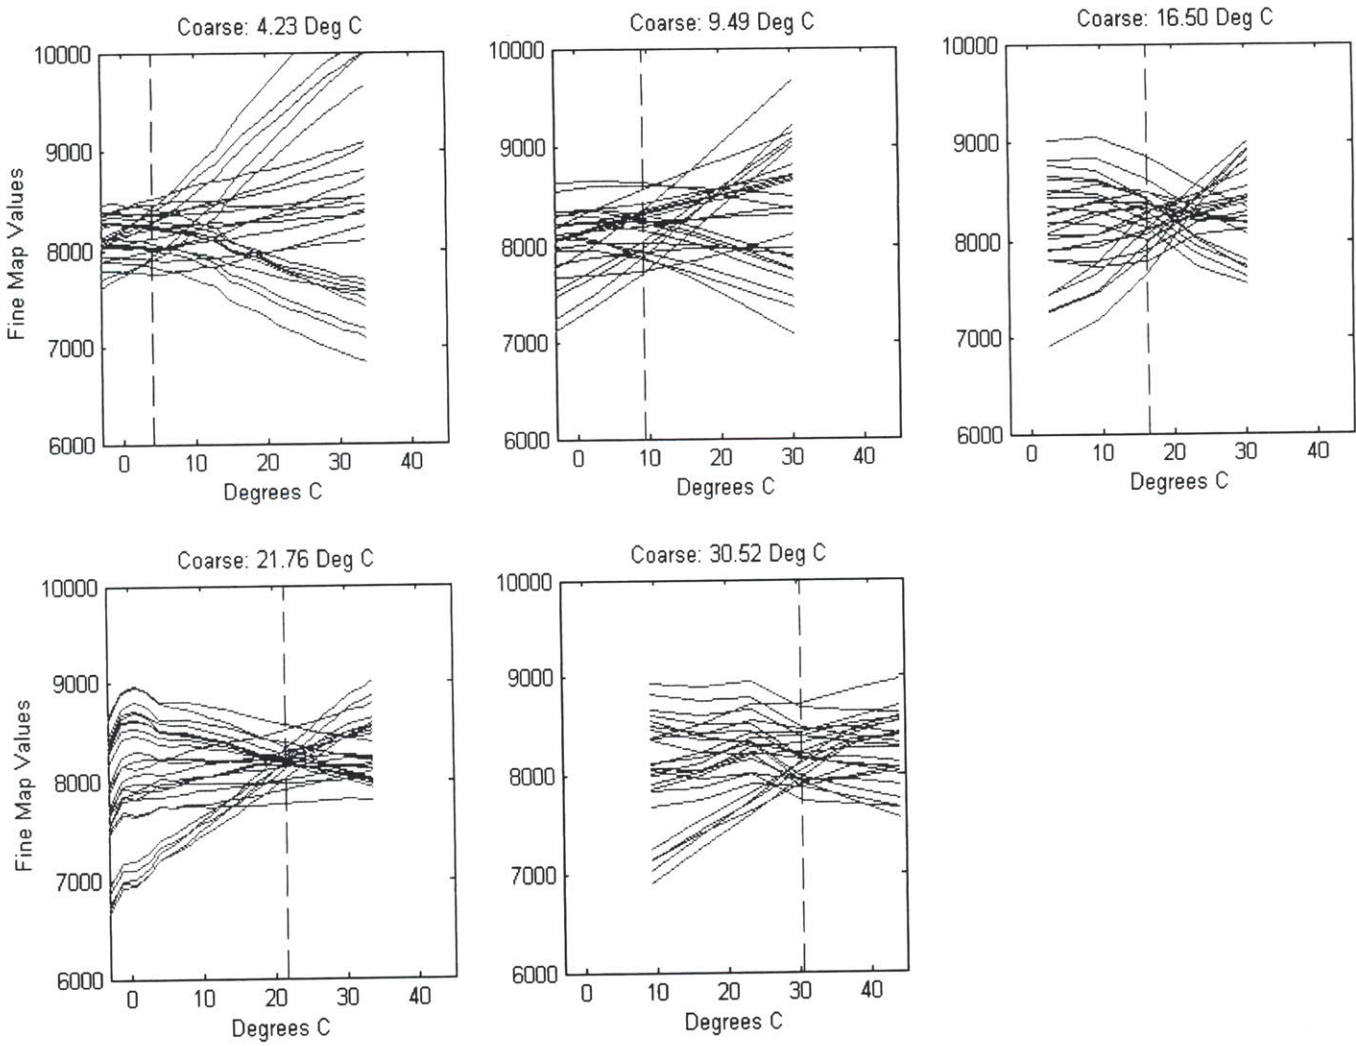 Coarse: 4.23 Deg C
10000
9000
8000
7000
6000
Fine Map Values
0 10 20 30 40
Degrees C
Coarse: 9.49 Deg C
10000
9000
8000
7000
6000
0 10 20 30 40
Degrees C
Coarse: 16.50 Deg C
10000
9000
8000
7000
6000
0 10 20 30 40
Degrees C
Coarse: 21.76 Deg C
10000
9000
8000
7000
6000
Fine Map Values
0 10 20 30 40
Degrees C
Coarse: 30.52 Deg C
10000
9000
8000
7000
6000
0 10 20 30 40
Degrees C